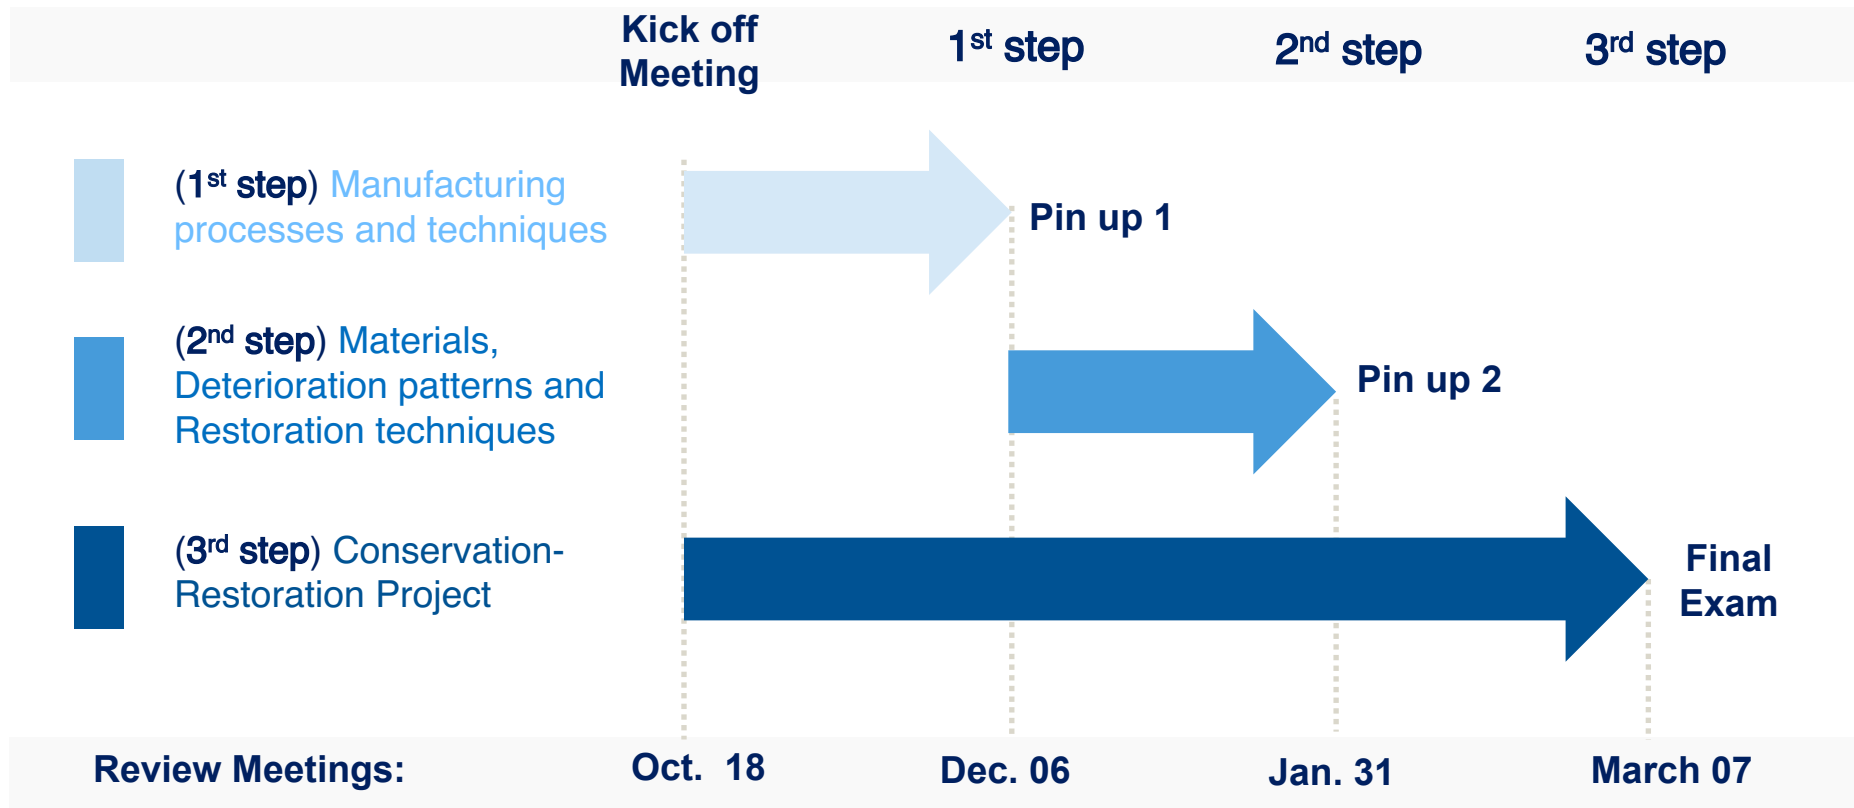 Kick off
Meeting
1st step
2nd step
3rd step
(1st step) Manufacturing
processes and techniques
Pin up 1
(2nd step) Materials,
Deterioration patterns and
Restoration techniques
Pin up 2
(3rd step) Conservation-
Restoration Project
Final
Exam
Review Meetings:
Oct.  18
Dec. 06
Jan. 31
March 07